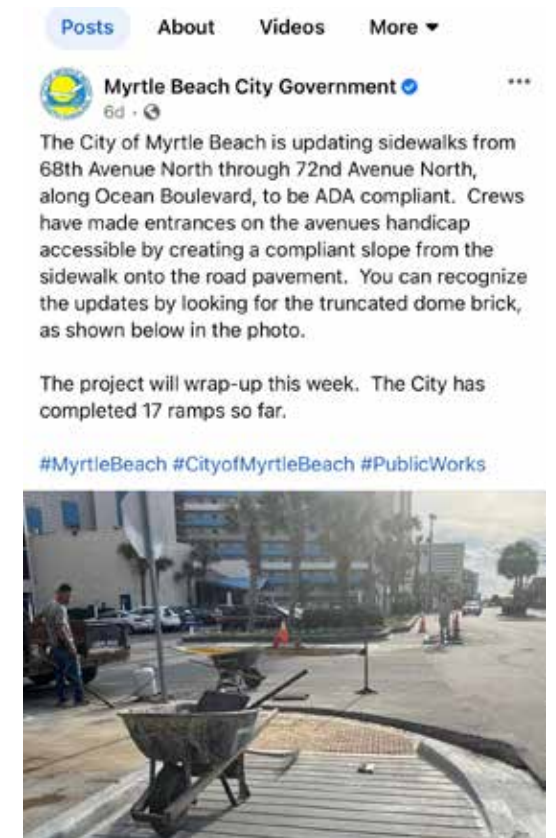 Posts About Videos More
Myrtle Beach City Government
6d
The City of Myrtle Beach is updating sidewalks from
68th Avenue North through 72nd Avenue North,
along Ocean Boulevard, to be ADA compliant. Crews
have made entrances on the avenues handicap
accessible by creating a compliant slope from the
sidewalk onto the road pavement. You can recognize
the updates by looking for the truncated dome brick,
as shown below in the photo.
The project will wrap-up this week. The City has
completed 17 ramps so far.
#MyrtleBeach #CityofMyrtleBeach #PublicWorks